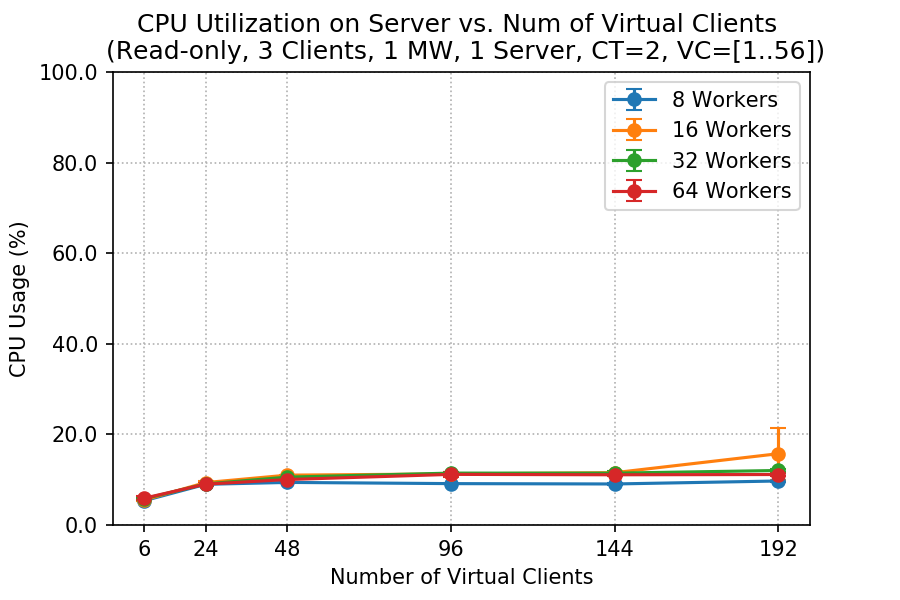 CPU Utilization on Server vs. Num of Virtual Clients
(Read-only, 3 Clients, 1 MW, 1 Server, CT=2, VC=[1..56])
100.0
80.0
60.0
40.0
20.0
0.0
CPU Usage (%)
8 Workers
16 Workers
32 Workers
64 Workers
6 24 48 96 144 192
Number of Virtual Clients